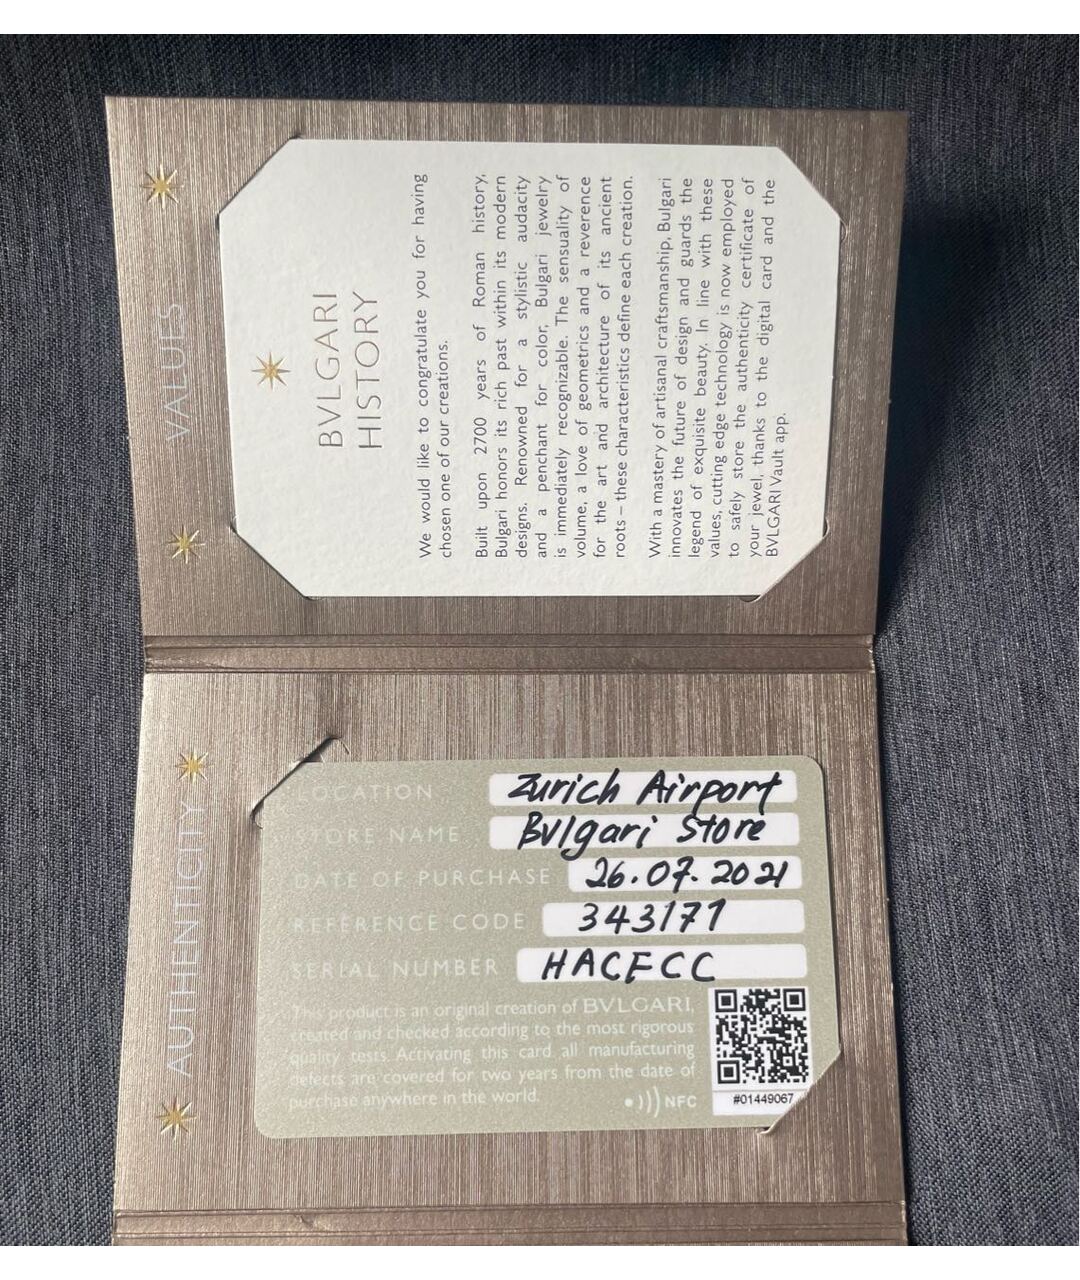 VALUES
BVLGARI
HISTORY
We would like to congratulate you for having
chosen one of our creations.
Built upon 2700 years of Roman history,
Bulgari honors its rich past within its modern
designs. Renowned for a stylistic audacity
and a penchant for color, Bulgari jewelry
is immediately recognizable. The sensuality of
volume, a love of geometrics and a reverence
for the art and architecture of its ancient
roots – these characteristics define each creation.
With a mastery of artisanal craftsmanship, Bulgari
innovates the future of design and guards the
legend of exquisite beauty. In line with these
values, cutting edge technology is now employed
to safely store the authenticity certificate of
your jewel, thanks to the digital card and the
BVLGARI Vault app.
AUTHENTICITY
LOCATION Zurich Airport
STORE NAME Bvlgari Store
DATE OF PURCHASE 26.07.2021
REFERENCE CODE 343177
SERIAL NUMBER HACFCC
This product is an original creation of BVLGARI,
created and checked according to the most rigorous
quality tests. Activating this card all manufacturing
defects are covered for two years from the date of
purchase anywhere in the world.
NFC
#01449067